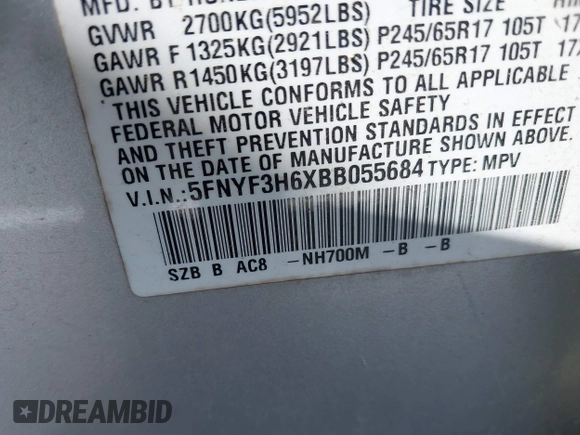 GVWR 2700KG(5952LBS) TIRE SIZE
GAWR F 1325KG(2921LBS) P245/65R17 105T
GAWR R 1450KG(3197LBS) P245/65R17 105T
THIS VEHICLE CONFORMS TO ALL APPLICABLE
FEDERAL MOTOR VEHICLE SAFETY
AND THEFT PREVENTION STANDARDS IN EFFECT
ON THE DATE OF MANUFACTURE SHOWN ABOVE.
V.I.N.: 5FNYF3H6XBB055684 TYPE: MPV
SZB B AC8 -NH700M -B -B
DREAMBID